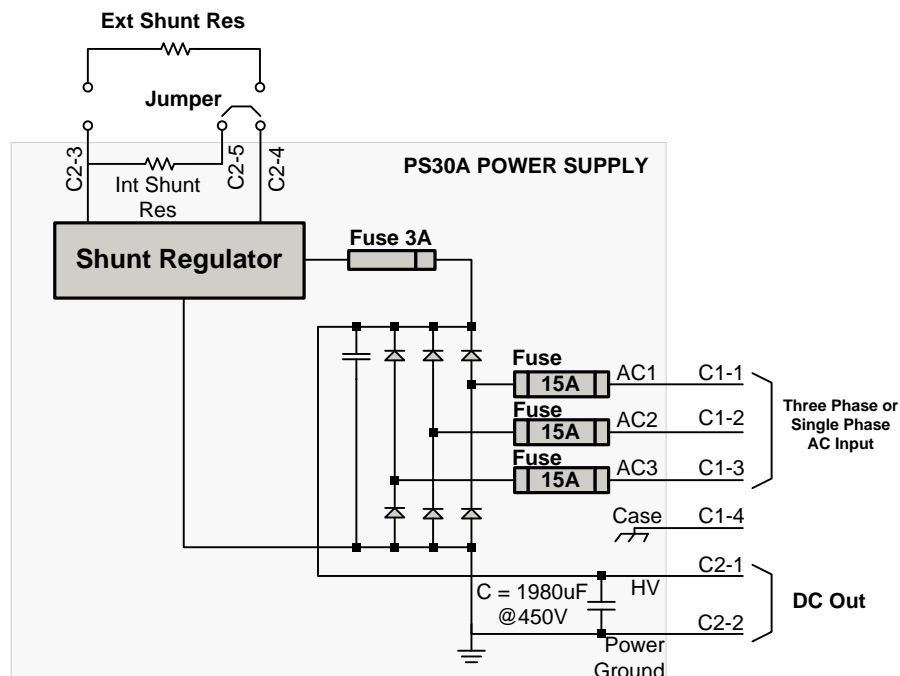 Ext Shunt Res
Jumper
C2-3
C2-5
C2-4
Int Shunt
Res
PS30A POWER SUPPLY
Shunt Regulator
Fuse 3A
Fuse
15A
AC1
C1-1
Fuse
15A
AC2
C1-2
Fuse
15A
AC3
C1-3
Three Phase or
Single Phase
AC Input
Case
C1-4
C2-1
HV
C = 1980uF
@450V
DC Out
C2-2
Power
Ground